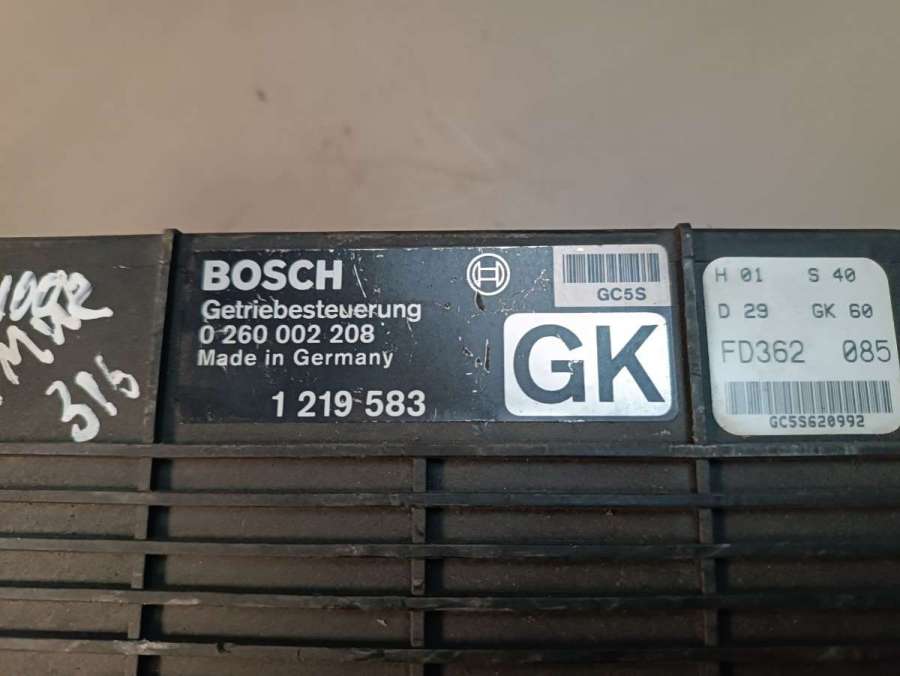 BOSCH
Getriebesteuerung
0 260 002 208
Made in Germany
1 219 583
GC5S
GK
H 01 S 40
D 29 GK 60
FD362 085
GC5S620992